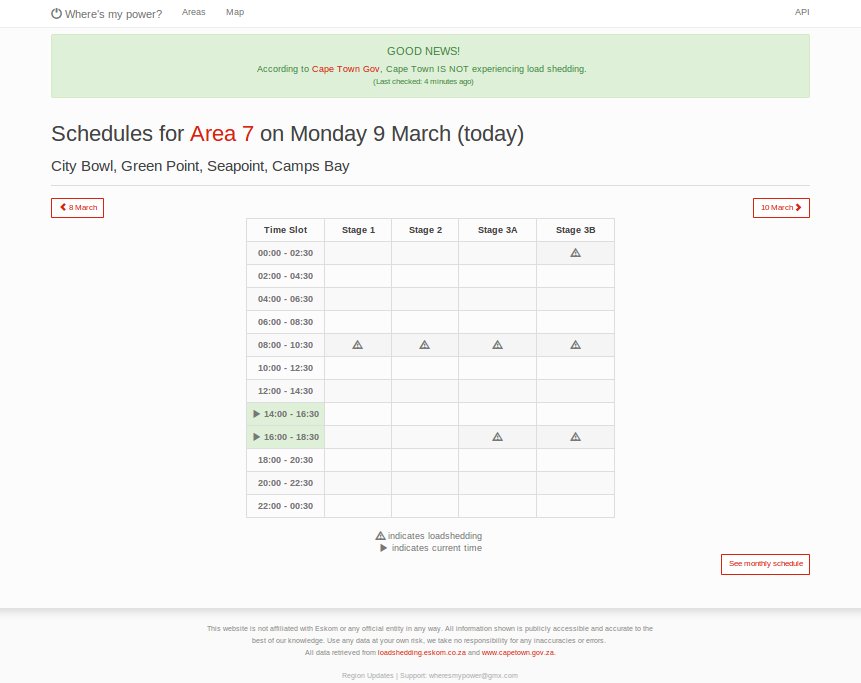 Where's my power? Areas Map API
GOOD NEWS!
According to Cape Town Gov, Cape Town IS NOT experiencing load shedding.
(Last checked: 4 minutes ago)
Schedules for Area 7 on Monday 9 March (today)
City Bowl, Green Point, Seapoint, Camps Bay
8 March 10 March
Time Slot Stage 1 Stage 2 Stage 3A Stage 3B
00:00 - 02:30
02:00 - 04:30
04:00 - 06:30
06:00 - 08:30
08:00 - 10:30
10:00 - 12:30
12:00 - 14:30
14:00 - 16:30
16:00 - 18:30
18:00 - 20:30
20:00 - 22:30
22:00 - 00:30
indicates loadshedding
indicates current time
See monthly schedule
This website is not affiliated with Eskom or any official entity in any way. All information shown is publicly accessible and accurate to the
best of our knowledge. Use any data at your own risk, we take no responsibility for any inaccuracies or errors.
All data retrieved from loadshedding.eskom.co.za and www.capetown.gov.za.
Region Updates | Support: wheresmypower@gmx.com